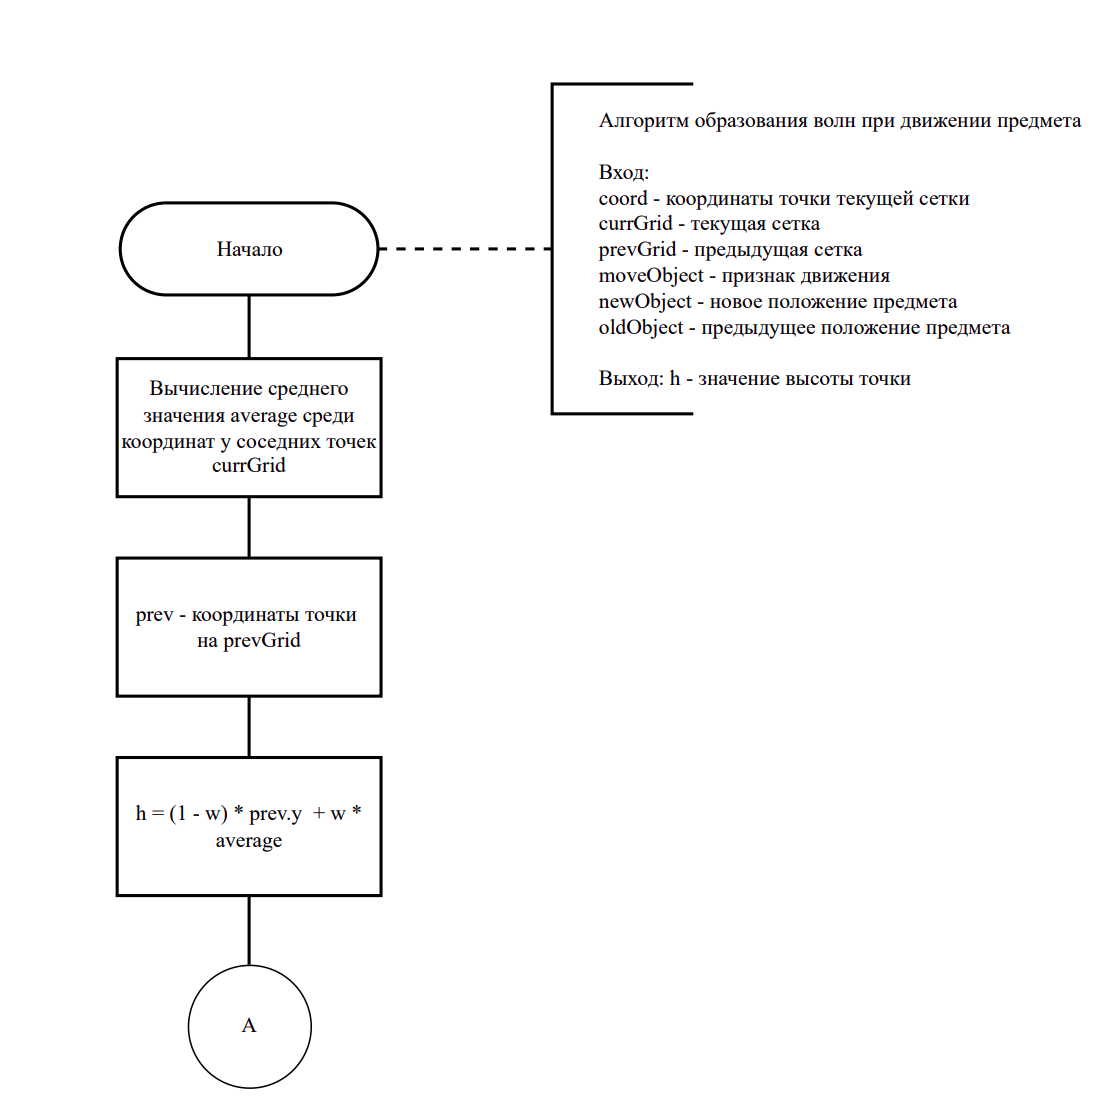 Алгоритм образования волн при движении предмета
Вход:
coord - координаты точки текущей сетки
currGrid - текущая сетка
prevGrid - предыдущая сетка
moveObject - признак движения
newObject - новое положение предмета
oldObject - предыдущее положение предмета
Выход: h - значение высоты точки
Начало
Вычисление среднего
значения average среди
координат y соседних точек
currGrid
prev - координаты точки
на prevGrid
h = (1 - w) * prev.y + w *
average
A